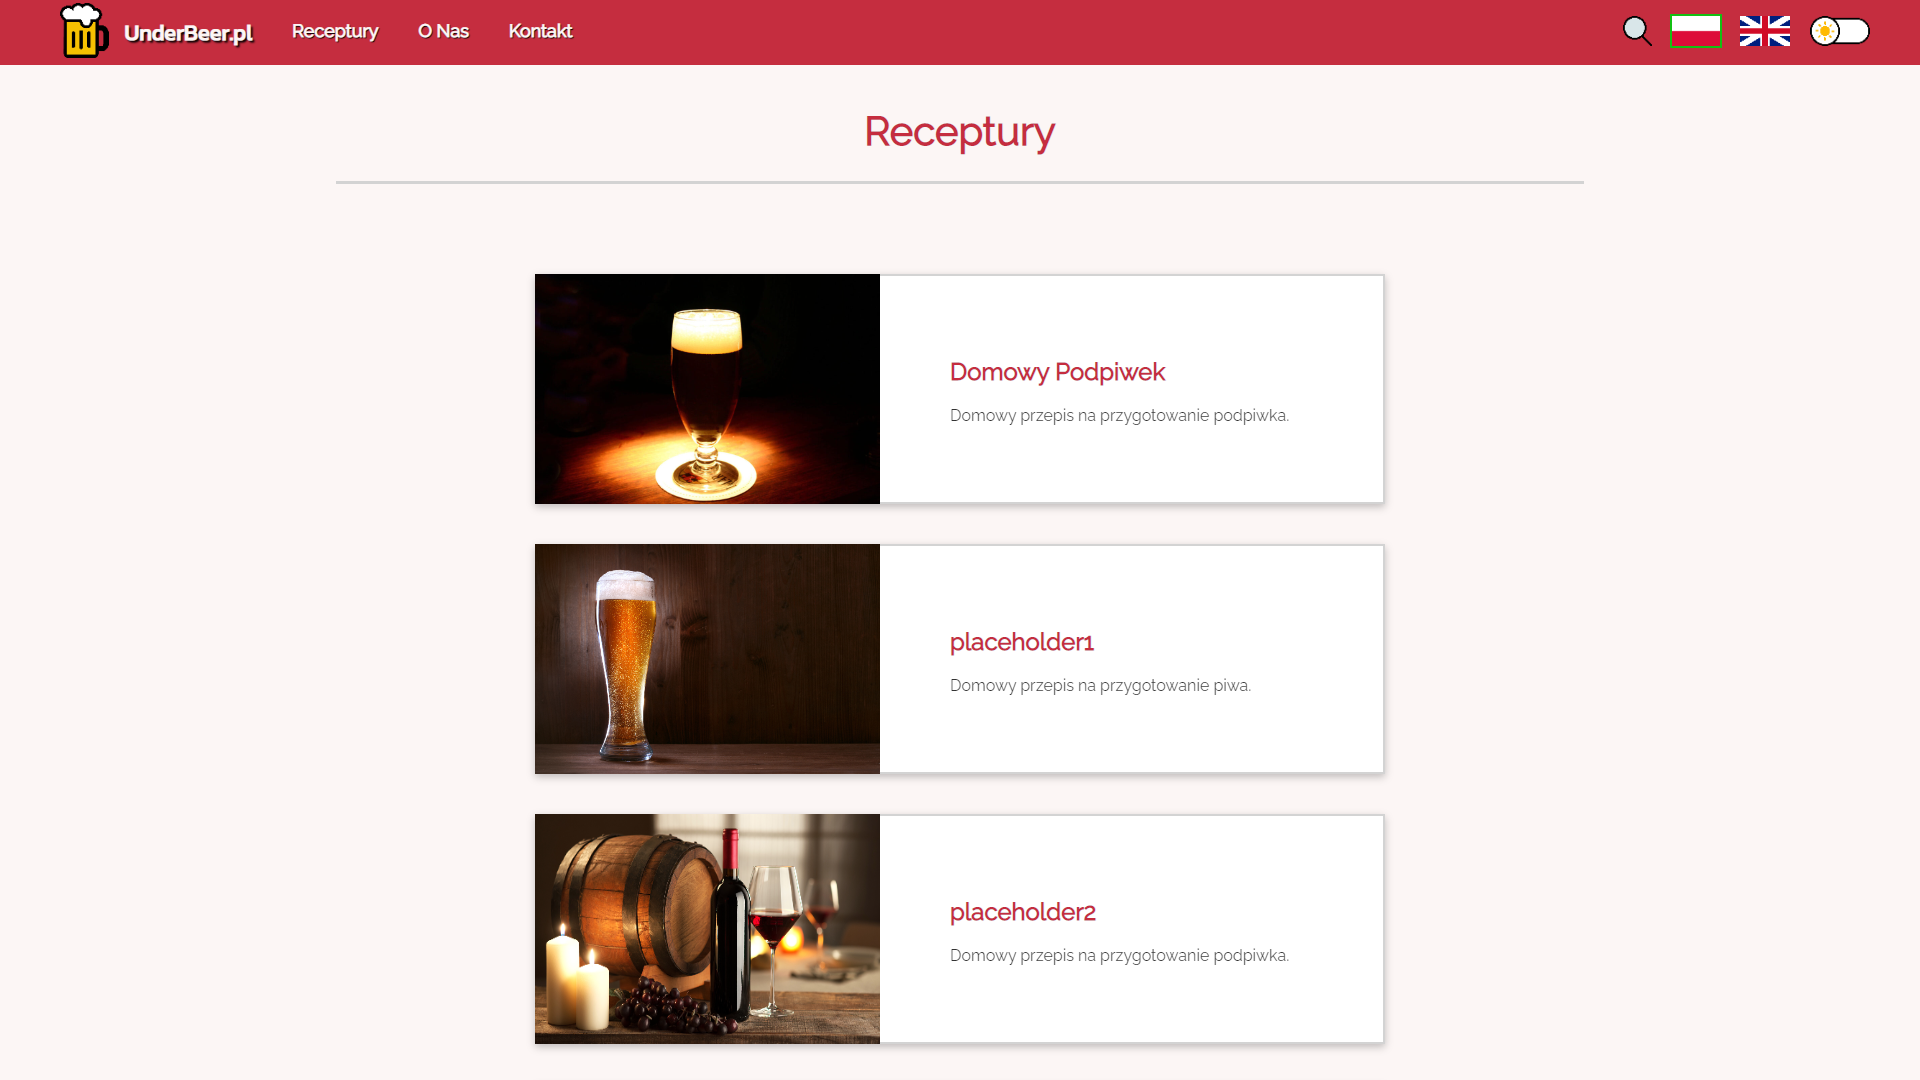 UnderBeer.pl
Receptury
O Nas
Kontakt
Receptury
Domowy Podpiwek
Domowy przepis na przygotowanie podpiwka.
placeholder1
Domowy przepis na przygotowanie piwa.
placeholder2
Domowy przepis na przygotowanie podpiwka.